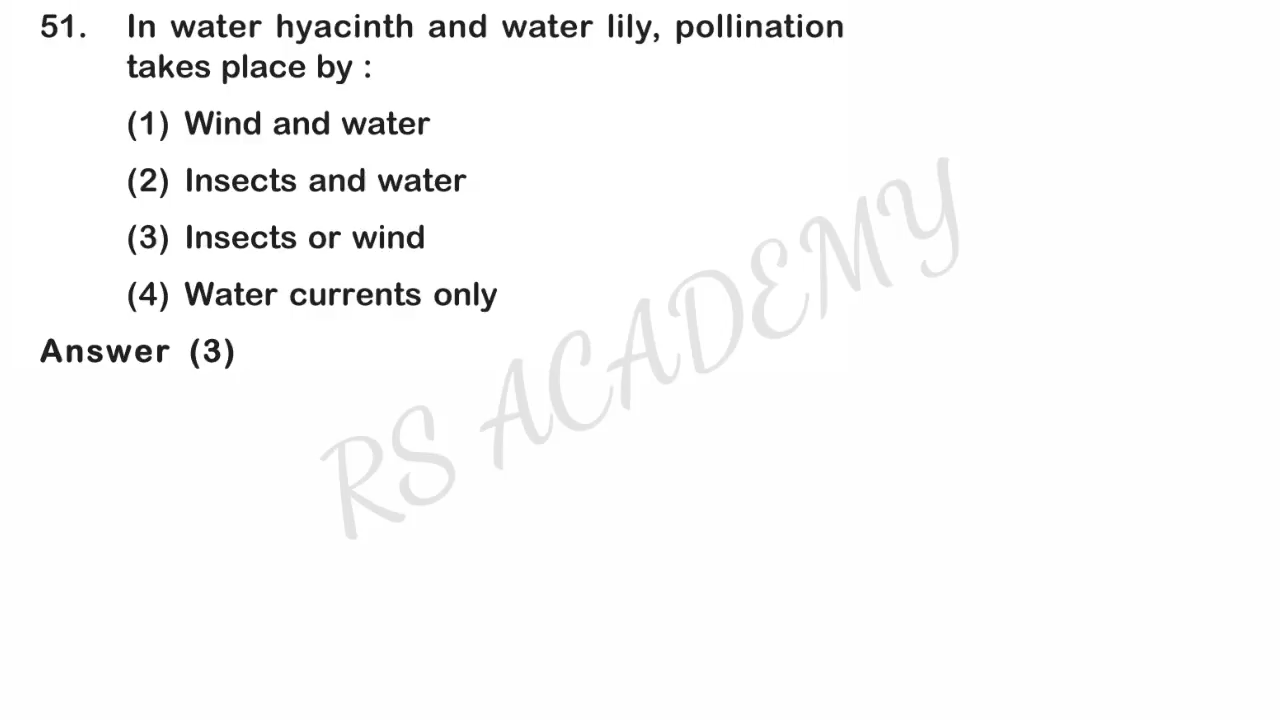 51. In water hyacinth and water lily, pollination
takes place by :
(1) Wind and water
(2) Insects and water
(3) Insects or wind
(4) Water currents only
Answer (3)
RS ACADEMY